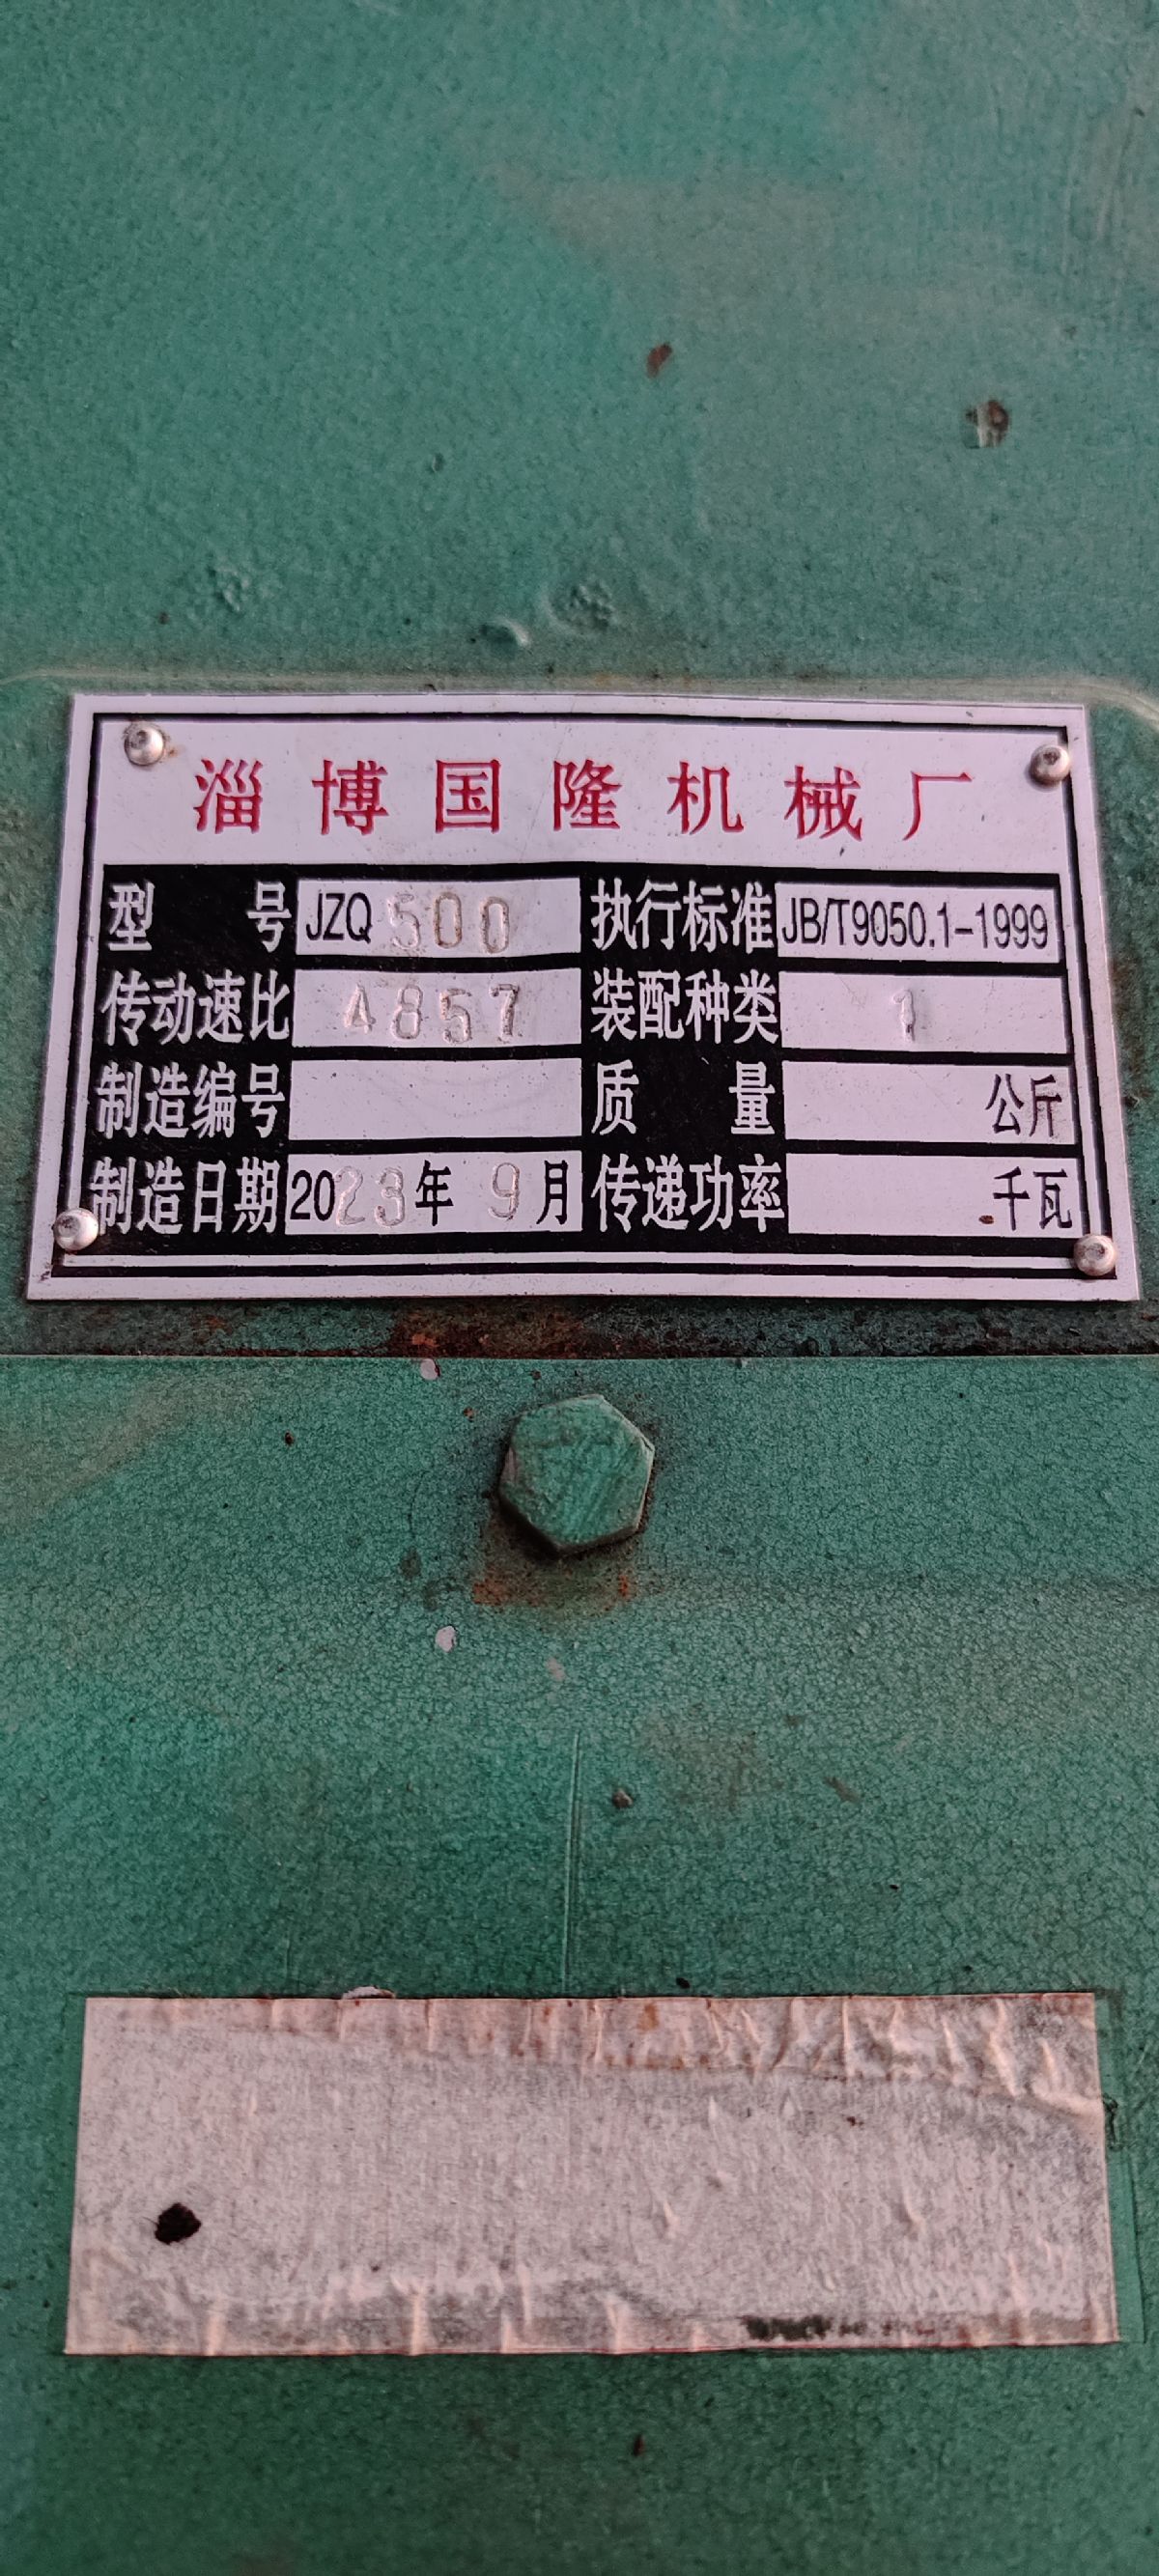 淄博国隆机械厂
型号 JZQ 500 执行标准 JB/T9050.1-1999
传动速比 4857 装配种类 1
制造编号 质量 公斤
制造日期 2023年 9月 传递功率 千瓦